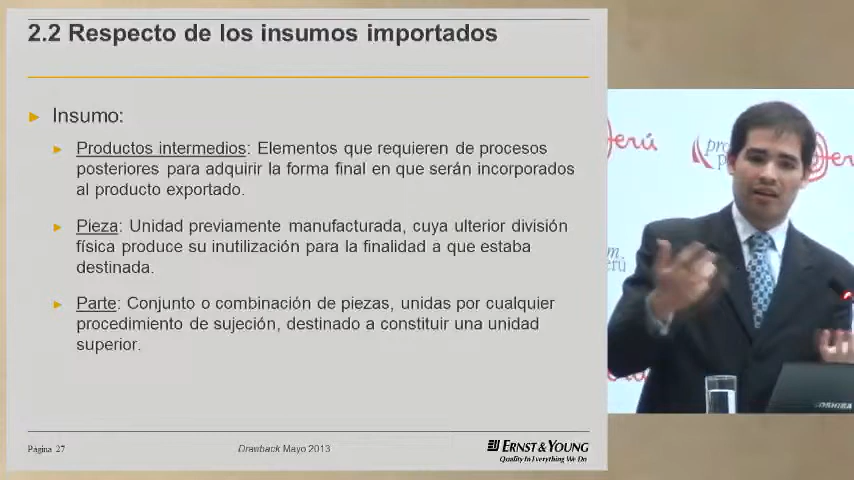 2.2 Respecto de los insumos importados
Insumo:
Productos intermedios: Elementos que requieren de procesos
posteriores para adquirir la forma final en que serán incorporados
al producto exportado.
Pieza: Unidad previamente manufacturada, cuya ulterior división
física produce su inutilización para la finalidad a que estaba
destinada.
Parte: Conjunto o combinación de piezas, unidas por cualquier
procedimiento de sujeción, destinado a constituir una unidad
superior.
Página 27
Drawback Mayo 2013
ERNST & YOUNG
Quality In Everything We Do
erú
TOSHIBA